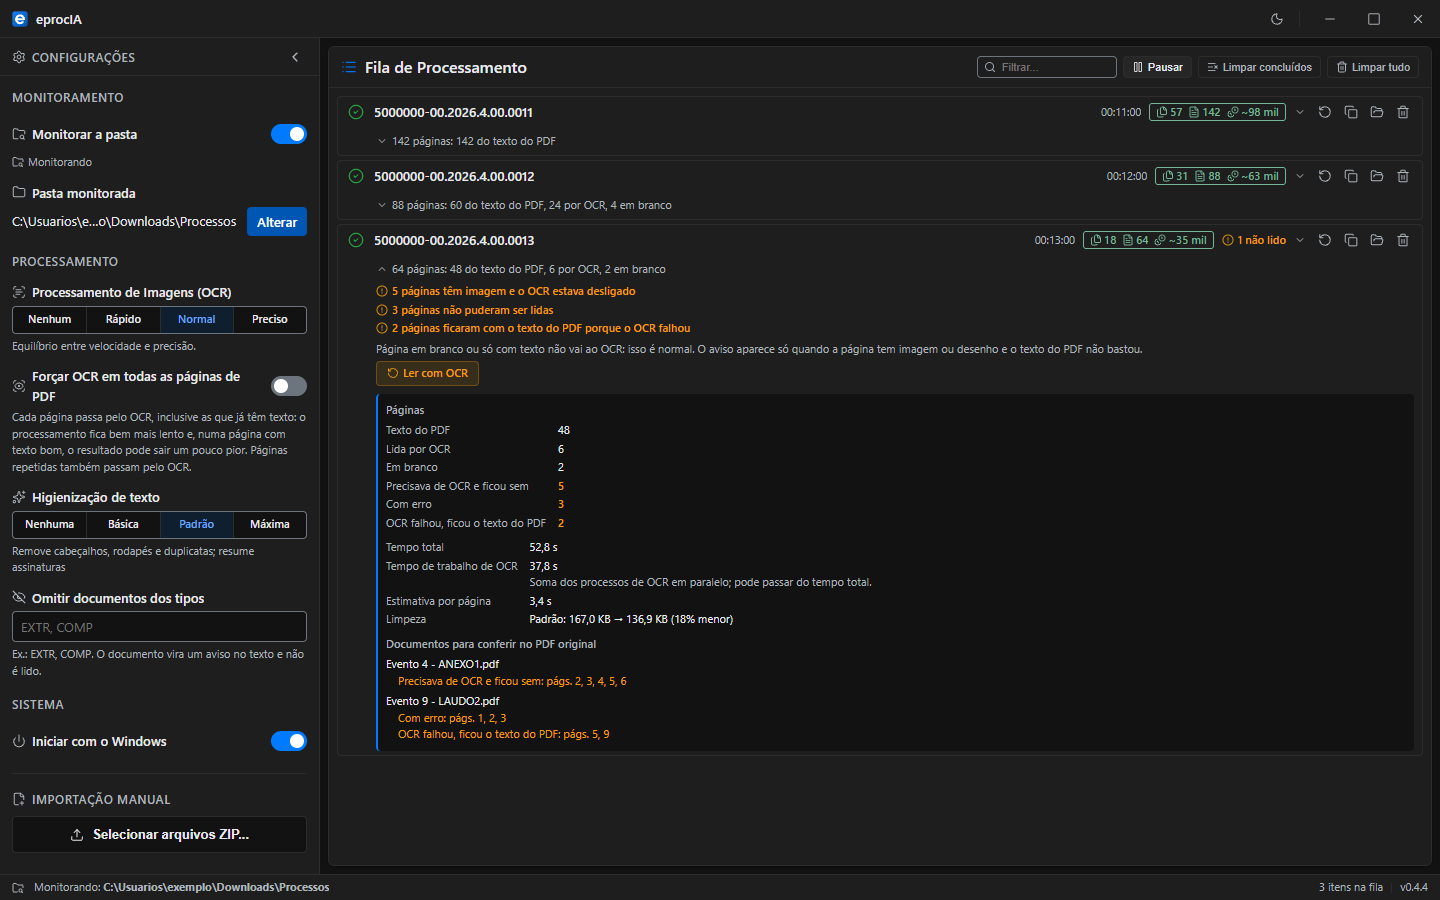 eprocIA
CONFIGURAÇÕES
MONITORAMENTO
Monitorar a pasta
Monitorando
Pasta monitorada
C:\Usuarios\e...o\Downloads\Processos
Alterar
PROCESSAMENTO
Processamento de Imagens (OCR)
Nenhum Rápido Normal Preciso
Equilíbrio entre velocidade e precisão.
Forçar OCR em todas as páginas de
PDF
Cada página passa pelo OCR, inclusive as que já têm texto: o
processamento fica bem mais lento e, numa página com
texto bom, o resultado pode sair um pouco pior. Páginas
repetidas também passam pelo OCR.
Higienização de texto
Nenhuma Básica Padrão Máxima
Remove cabeçalhos, rodapés e duplicatas; resume
assinaturas
Omitir documentos dos tipos
EXTR, COMP
Ex.: EXTR, COMP. O documento vira um aviso no texto e não
é lido.
SISTEMA
Iniciar com o Windows
IMPORTAÇÃO MANUAL
Selecionar arquivos ZIP...
Fila de Processamento
Filtrar...
Pausar
Limpar concluídos
Limpar tudo
5000000-00.2026.4.00.0011
00:11:00 57 142 ~98 mil
142 páginas: 142 do texto do PDF
5000000-00.2026.4.00.0012
00:12:00 31 88 ~63 mil
88 páginas: 60 do texto do PDF, 24 por OCR, 4 em branco
5000000-00.2026.4.00.0013
00:13:00 18 64 ~35 mil 1 não lido
64 páginas: 48 do texto do PDF, 6 por OCR, 2 em branco
5 páginas têm imagem e o OCR estava desligado
3 páginas não puderam ser lidas
2 páginas ficaram com o texto do PDF porque o OCR falhou
Página em branco ou só com texto não vai ao OCR: isso é normal. O aviso aparece só quando a página tem imagem ou desenho e o texto do PDF não bastou.
Ler com OCR
Páginas
Texto do PDF 48
Lida por OCR 6
Em branco 2
Precisava de OCR e ficou sem 5
Com erro 3
OCR falhou, ficou o texto do PDF 2
Tempo total 52,8 s
Tempo de trabalho de OCR 37,8 s
Soma dos processos de OCR em paralelo; pode passar do tempo total.
Estimativa por página 3,4 s
Limpeza Padrão: 167,0 KB → 136,9 KB (18% menor)
Documentos para conferir no PDF original
Evento 4 - ANEXO1.pdf
Precisava de OCR e ficou sem: págs. 2, 3, 4, 5, 6
Evento 9 - LAUDO2.pdf
Com erro: págs. 1, 2, 3
OCR falhou, ficou o texto do PDF: págs. 5, 9
Monitorando: C:\Usuarios\exemplo\Downloads\Processos
3 itens na fila
v0.4.4